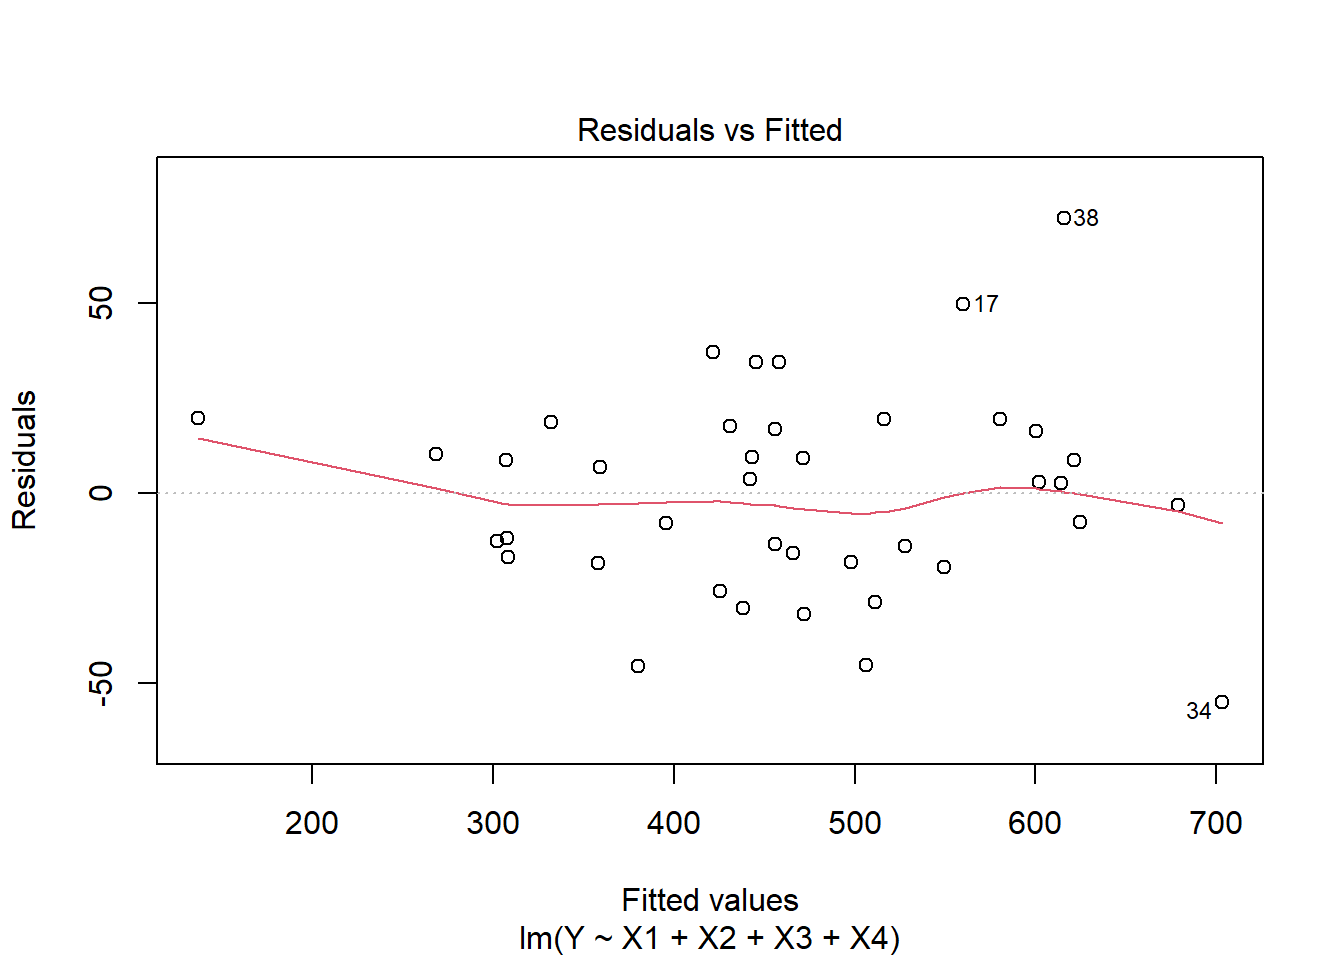 Residuals vs Fitted
Residuals
50
0
-50
38
17
34
200 300 400 500 600 700
Fitted values
lm(Y ~ X1 + X2 + X3 + X4)